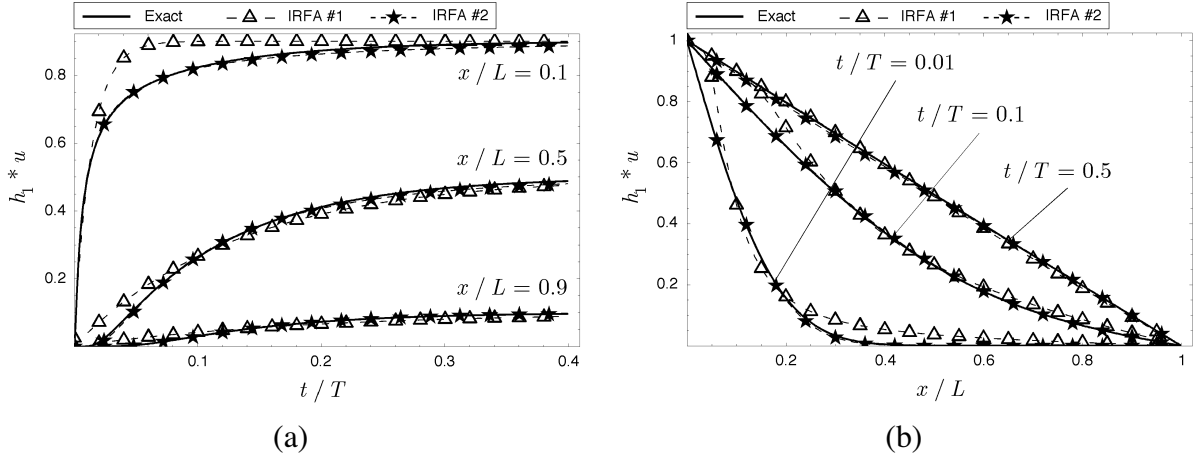 Exact IRFA #1 IRFA #2
0.8
0.6
0.4
0.2
0.1 0.2 0.3 0.4
h₁ * u
t / T
x / L = 0.1
x / L = 0.5
x / L = 0.9
(a)
Exact IRFA #1 IRFA #2
1
0.8
0.6
0.4
0.2
0.2 0.4 0.6 0.8 1
h₁ * u
x / L
t / T = 0.01
t / T = 0.1
t / T = 0.5
(b)